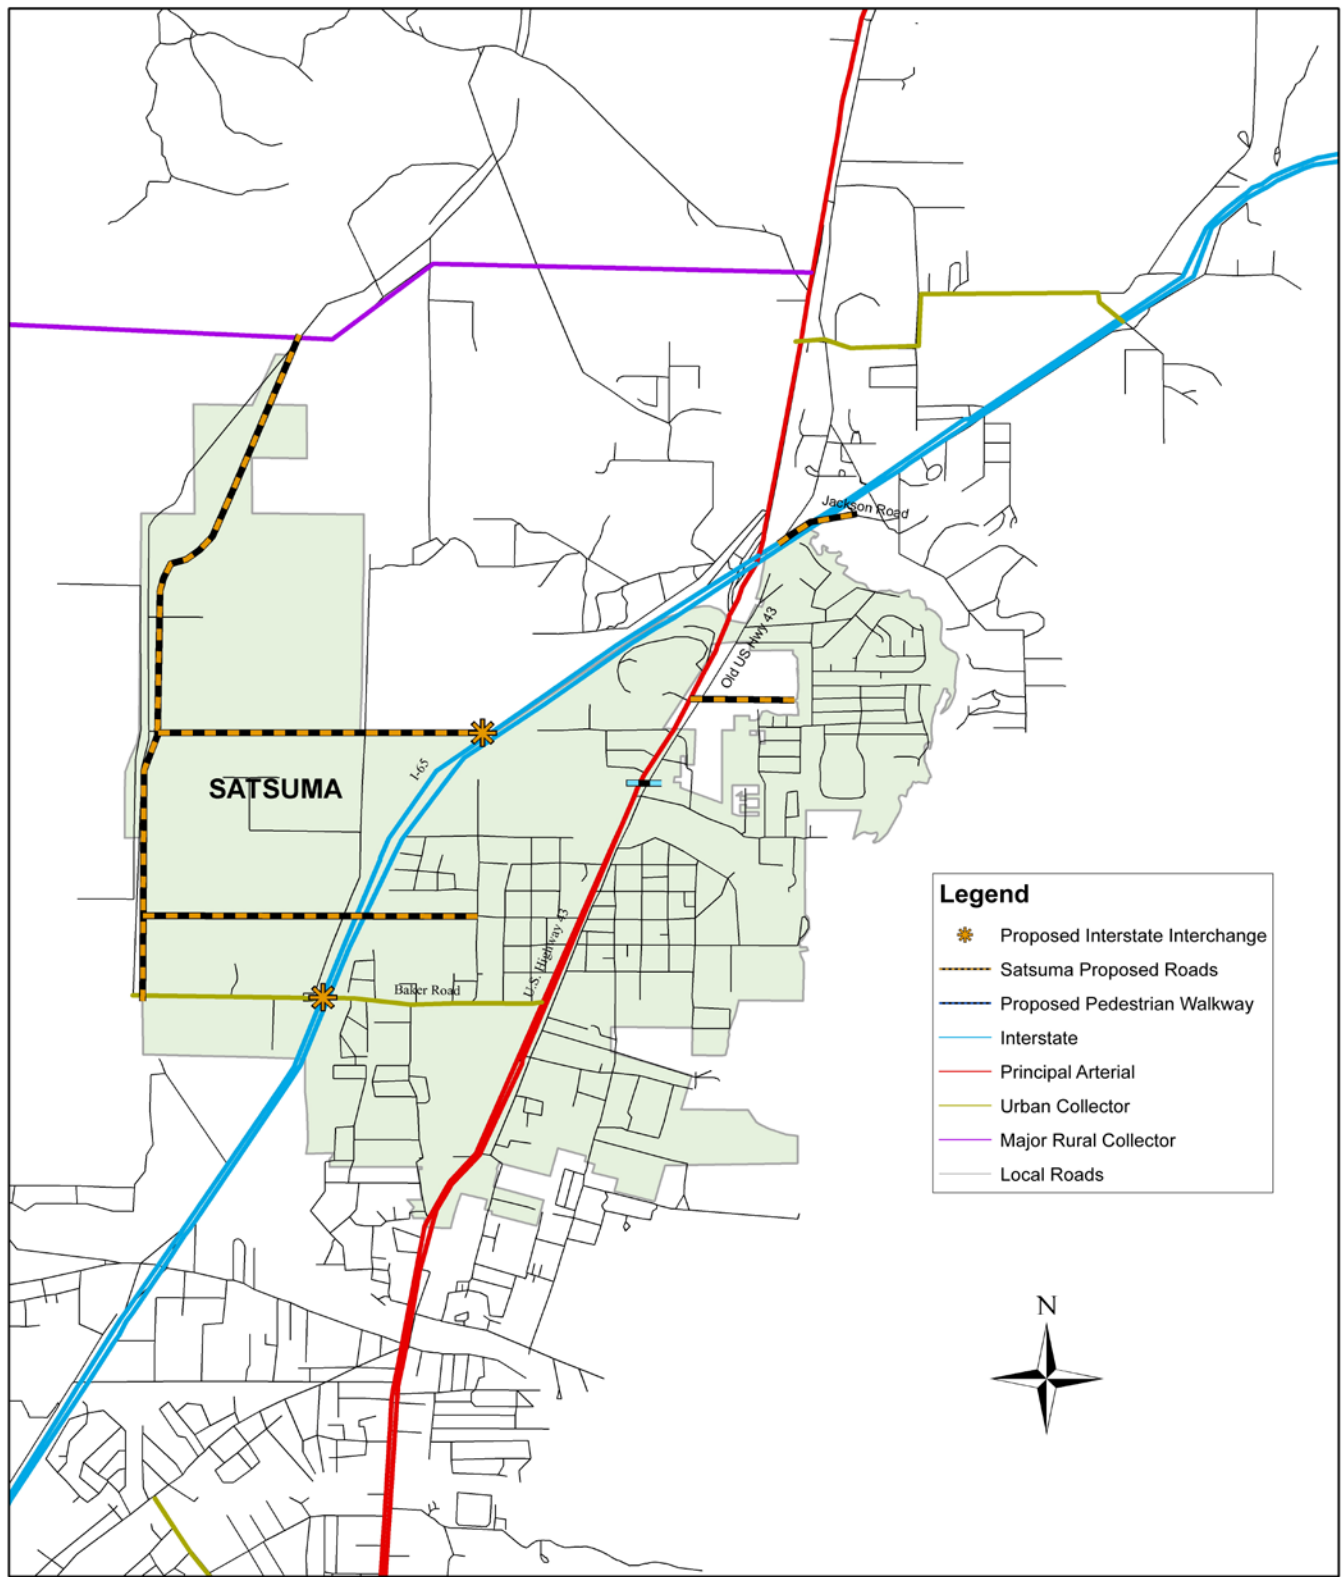 Jackson Road
Old US Hwy 43
I-65
SATSUMA
U.S. Highway 43
Baker Road
Legend
Proposed Interstate Interchange
Satsuma Proposed Roads
Proposed Pedestrian Walkway
Interstate
Principal Arterial
Urban Collector
Major Rural Collector
Local Roads
N